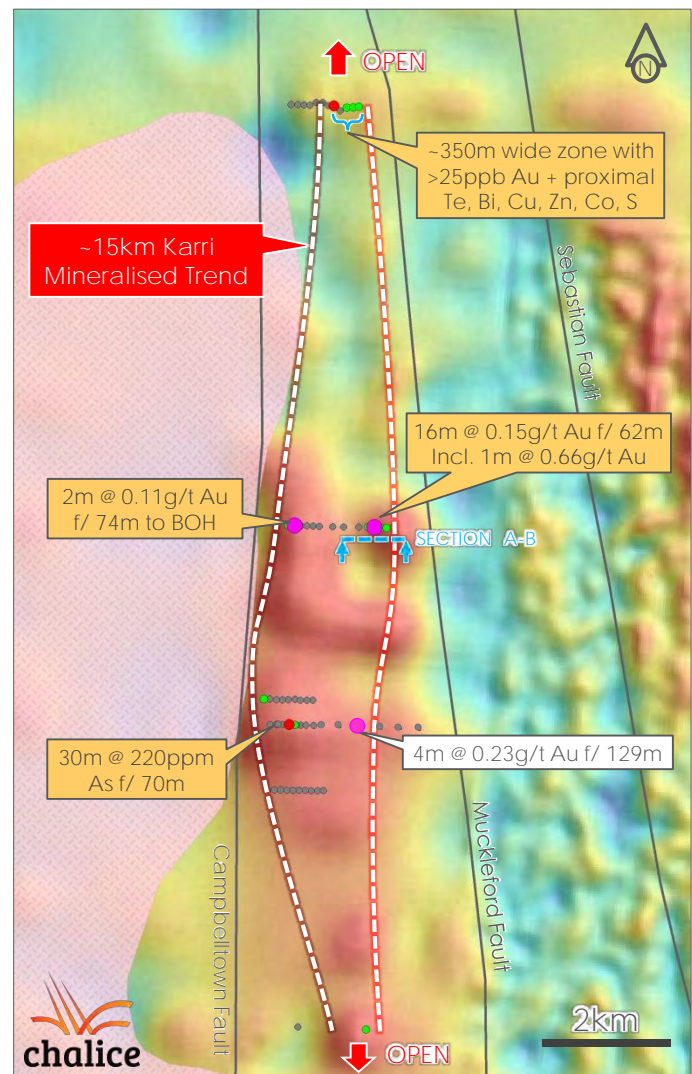 OPEN
N
~350m wide zone with
>25ppb Au + proximal
Te, Bi, Cu, Zn, Co, S
~15km Karri
Mineralised Trend
Sebastian Fault
16m @ 0.15g/t Au f/ 62m
Incl. 1m @ 0.66g/t Au
2m @ 0.11g/t Au
f/ 74m to BOH
SECTION A-B
30m @ 220ppm
As f/ 70m
4m @ 0.23g/t Au f/ 129m
Campbelltown Fault
Muckleford Fault
chalice
OPEN
2km